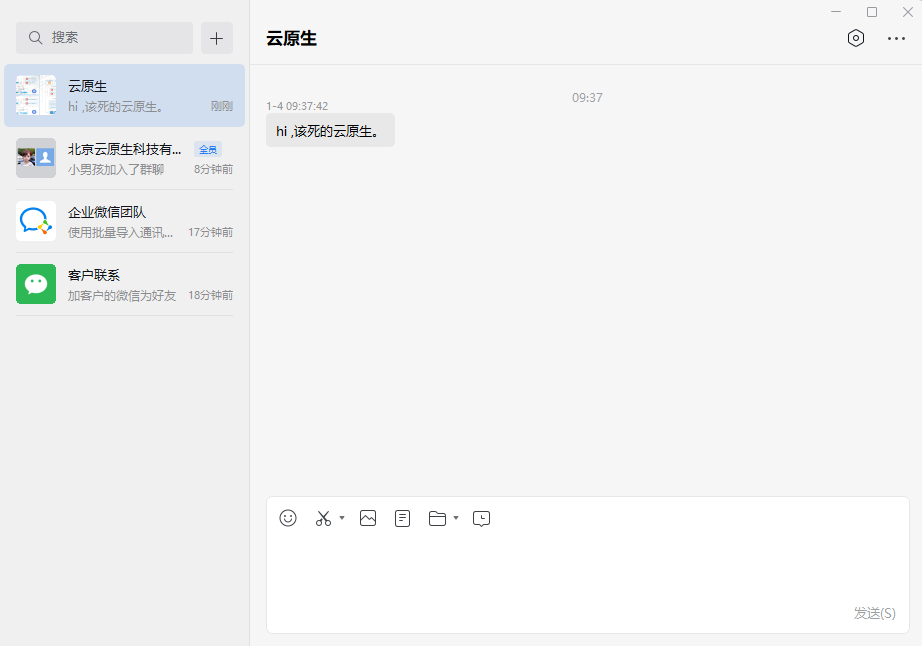 搜索
云原生
hi ,该死的云原生。
刚刚
北京云原生科技有...
全员
小男孩加入了群聊
8分钟前
企业微信团队
使用批量导入通讯...
17分钟前
客户联系
加客户的微信为好友
18分钟前
云原生
09:37
1-4 09:37:42
hi ,该死的云原生。
发送(S)